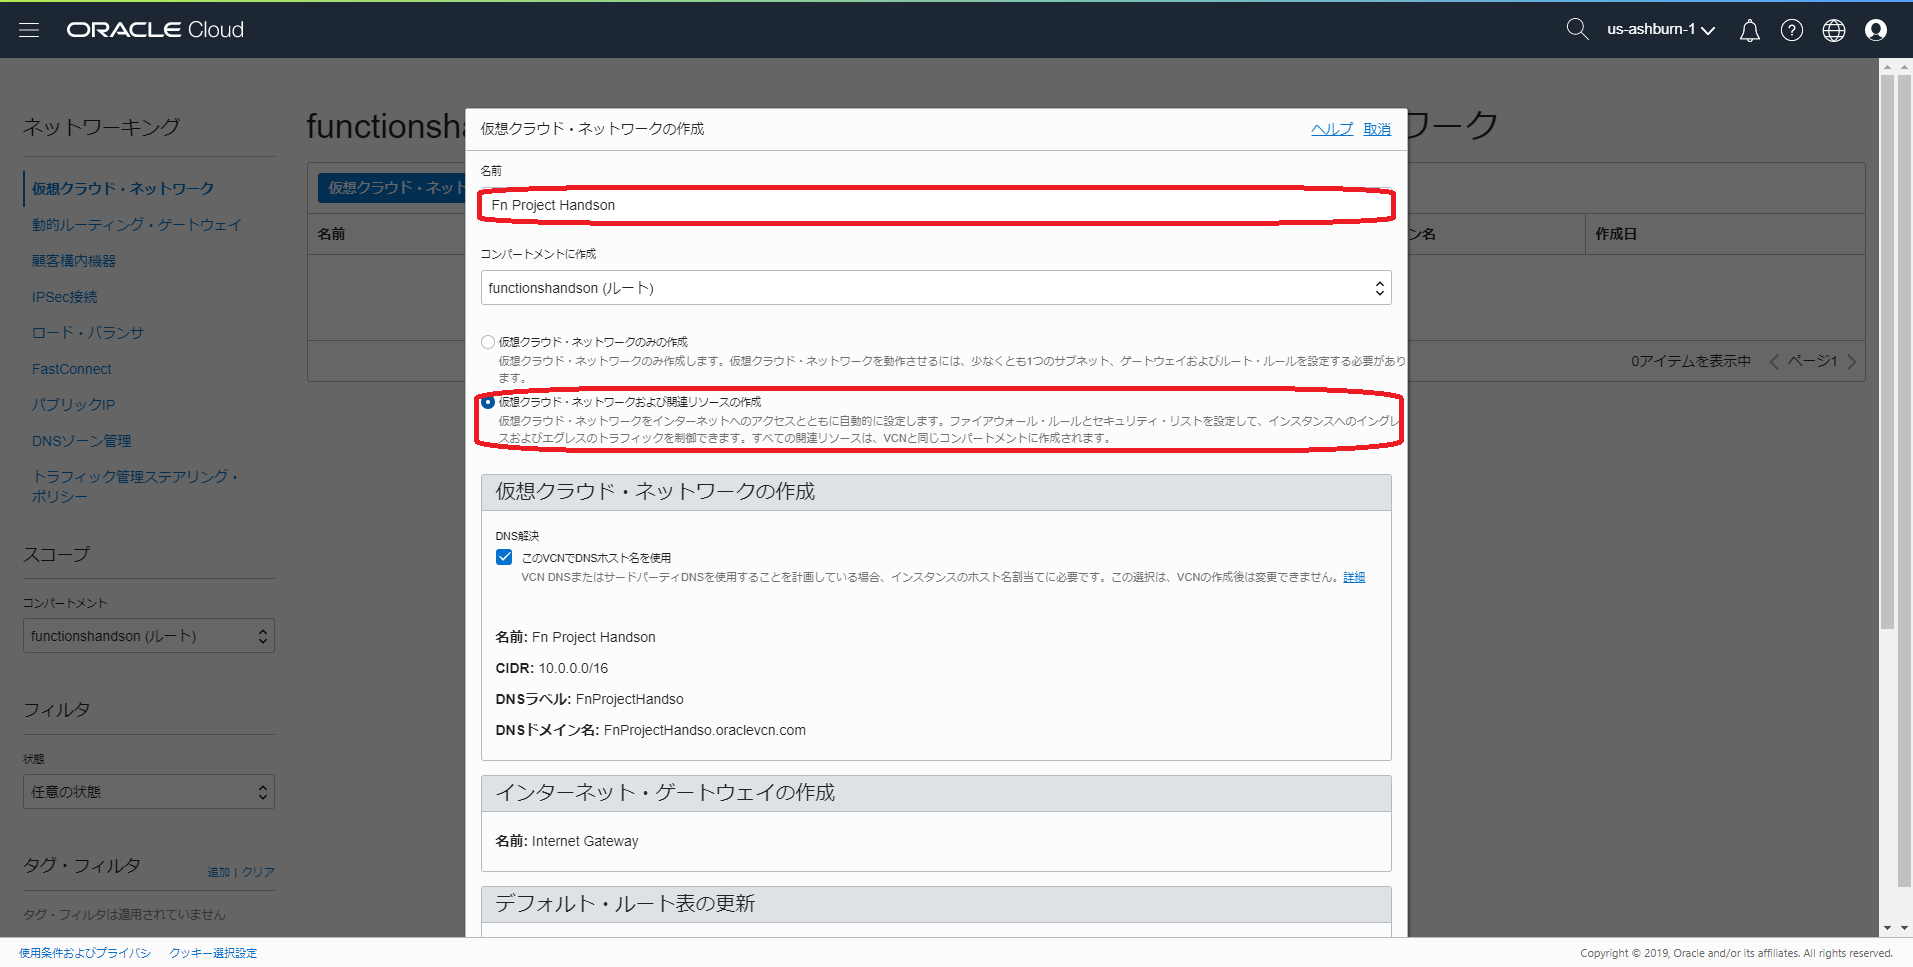 ORACLE Cloud
us-ashburn-1
ネットワーキング
仮想クラウド・ネットワーク
動的ルーティング・ゲートウェイ
顧客構内機器
IPSec接続
ロード・バランサ
FastConnect
パブリックIP
DNSゾーン管理
トラフィック管理ステアリング・
ポリシー
スコープ
コンパートメント
functionshandson (ルート)
フィルタ
状態
任意の状態
タグ・フィルタ
追加 | クリア
タグ・フィルタは適用されていません
functionsha
ワーク
仮想クラウド・ネット
名前
ン名
作成日
0アイテムを表示中
ページ1
仮想クラウド・ネットワークの作成
ヘルプ 取消
名前
Fn Project Handson
コンパートメントに作成
functionshandson (ルート)
仮想クラウド・ネットワークのみの作成
仮想クラウド・ネットワークのみ作成します。仮想クラウド・ネットワークを動作させるには、少なくとも1つのサブネット、ゲートウェイおよびルート・ルールを設定する必要があり
ます。
仮想クラウド・ネットワークおよび関連リソースの作成
仮想クラウド・ネットワークをインターネットへのアクセスとともに自動的に設定します。ファイアウォール・ルールとセキュリティ・リストを設定して、インスタンスへのイングレ
スおよびエグレスのトラフィックを制御できます。すべての関連リソースは、VCNと同じコンパートメントに作成されます。
仮想クラウド・ネットワークの作成
DNS解決
このVCNでDNSホスト名を使用
VCN DNSまたはサードパーティDNSを使用することを計画している場合、インスタンスのホスト名割当てに必要です。この選択は、VCNの作成後は変更できません。詳細
名前: Fn Project Handson
CIDR: 10.0.0.0/16
DNSラベル: FnProjectHandso
DNSドメイン名: FnProjectHandso.oraclevcn.com
インターネット・ゲートウェイの作成
名前: Internet Gateway
デフォルト・ルート表の更新
使用条件およびプライバシ
クッキー選択設定
Copyright © 2019, Oracle and/or its affiliates. All rights reserved.